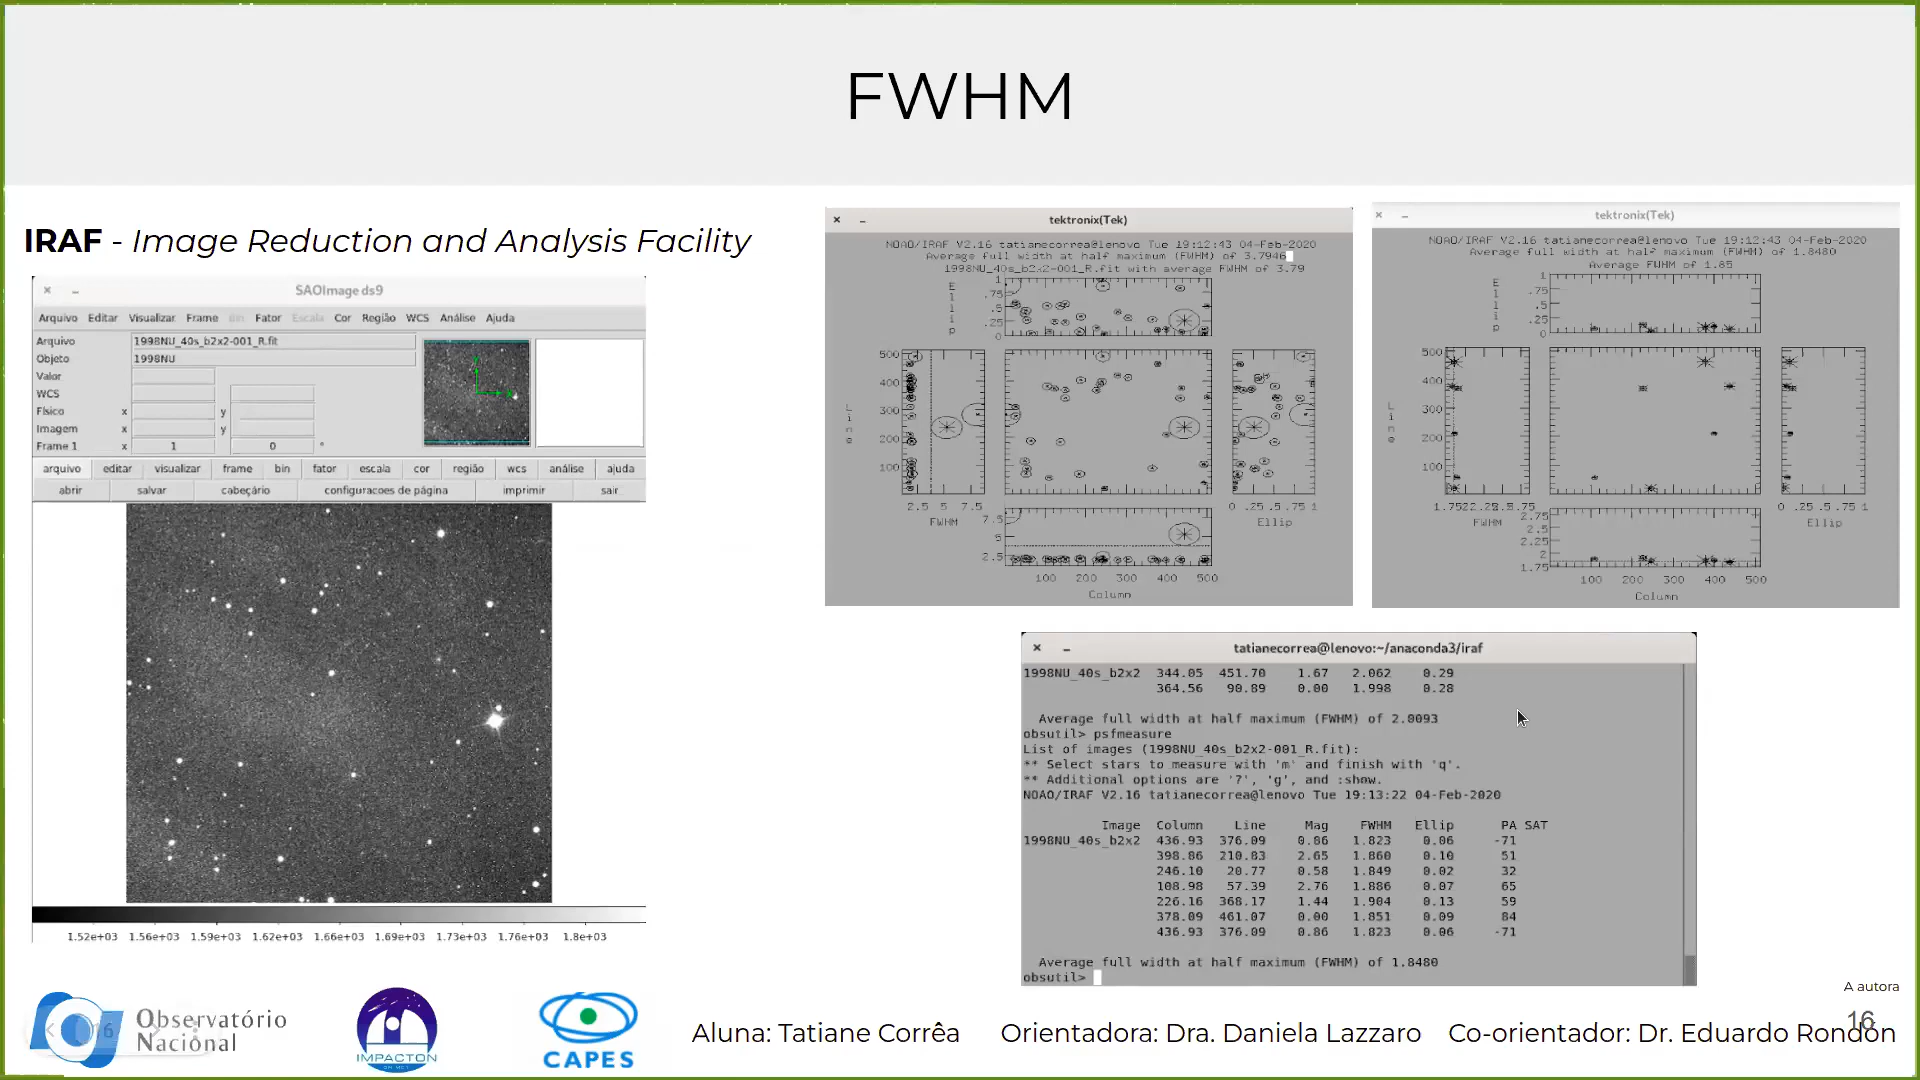 FWHM
IRAF - Image Reduction and Analysis Facility
SAOImage ds9
Arquivo Editar Visualizar Frame Bin Fator Escala Cor Região WCS Análise Ajuda
Arquivo 1998NU_40s_b2x2-001_R.fit
Objeto 1998NU
Valor
WCS
Físico x y
Imagem x y
Frame 1 x 1 0 °
arquivo editar visualizar frame bin fator escala cor região wcs análise ajuda
abrir salvar cabeçário configuracoes de página imprimir sair
1.52e+03 1.56e+03 1.59e+03 1.62e+03 1.66e+03 1.69e+03 1.73e+03 1.76e+03 1.8e+03
tektronix(Tek)
NOAO/IRAF V2.16 tatianecorrea@lenovo Tue 19:12:43 04-Feb-2020
Average full width at half maximum (FWHM) of 3.7946
1998NU_40s_b2x2-001_R.fit with average FWHM of 3.79
Ellip
1
.75
.5
.25
0
Line
500
400
300
200
100
2.5 5 7.5
FWHM
0 .25 .5 .75 1
Ellip
7.5
5
2.5
100 200 300 400 500
Column
tektronix(Tek)
NOAO/IRAF V2.16 tatianecorrea@lenovo Tue 19:12:43 04-Feb-2020
Average full width at half maximum (FWHM) of 1.8480
Average FWHM of 1.85
Ellip
1
.75
.5
.25
0
Line
500
400
300
200
100
FWHM
0 .25 .5 .75 1
Ellip
2.75
2.5
2.25
2
1.75
100 200 300 400 500
Column
tatianecorrea@lenovo:~/anaconda3/iraf
1998NU_40s_b2x2 344.05 451.70 1.67 2.062 0.29
364.56 90.89 0.00 1.998 0.28
Average full width at half maximum (FWHM) of 2.0093
obsutil> psfmeasure
List of images (1998NU_40s_b2x2-001_R.fit):
** Select stars to measure with 'm' and finish with 'q'.
** Additional options are '?', 'g', and :show.
NOAO/IRAF V2.16 tatianecorrea@lenovo Tue 19:13:22 04-Feb-2020
Image Column Line Mag FWHM Ellip PA SAT
1998NU_40s_b2x2 436.93 376.09 0.86 1.823 0.06 -71
398.86 210.83 2.65 1.860 0.10 51
246.10 20.77 0.58 1.849 0.02 32
108.98 57.39 2.76 1.886 0.07 65
226.16 368.17 1.44 1.904 0.13 59
378.09 461.07 0.00 1.851 0.09 84
436.93 376.09 0.86 1.823 0.06 -71
Average full width at half maximum (FWHM) of 1.8480
obsutil>
A autora
16
Observatório
Nacional
16
IMPACTON
CAPES
Aluna: Tatiane Corrêa Orientadora: Dra. Daniela Lazzaro Co-orientador: Dr. Eduardo Rondón